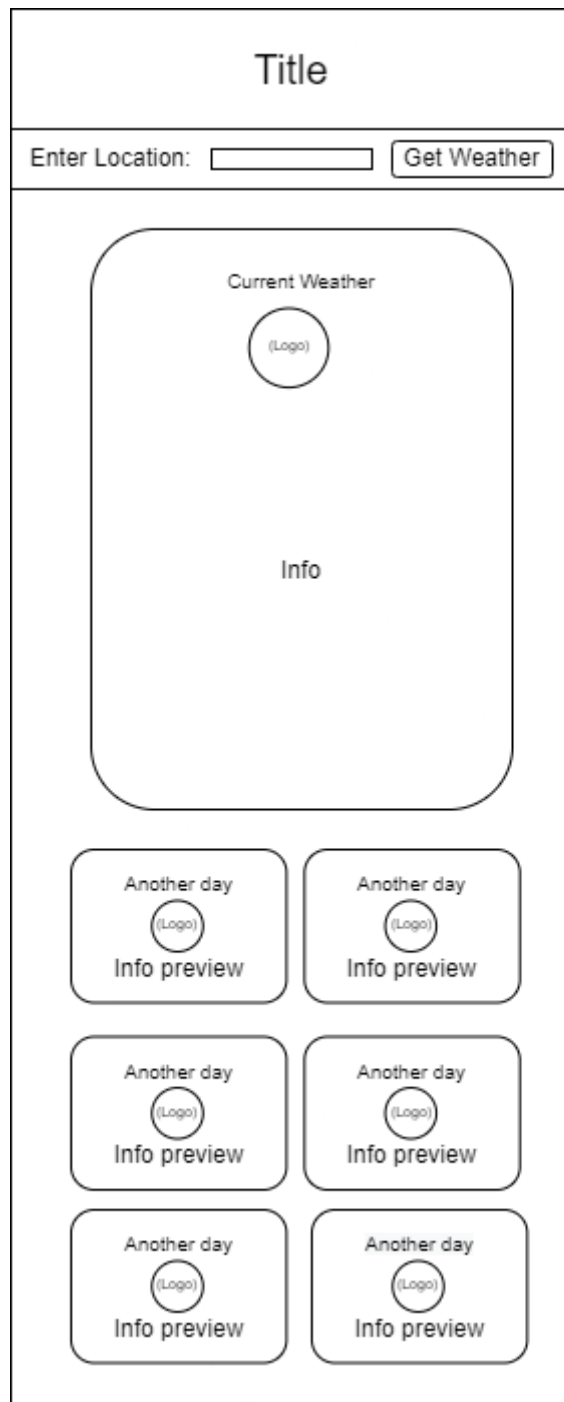 Title
Enter Location: Get Weather
Current Weather
(Logo)
Info
Another day Another day
(Logo) (Logo)
Info preview Info preview
Another day Another day
(Logo) (Logo)
Info preview Info preview
Another day Another day
(Logo) (Logo)
Info preview Info preview